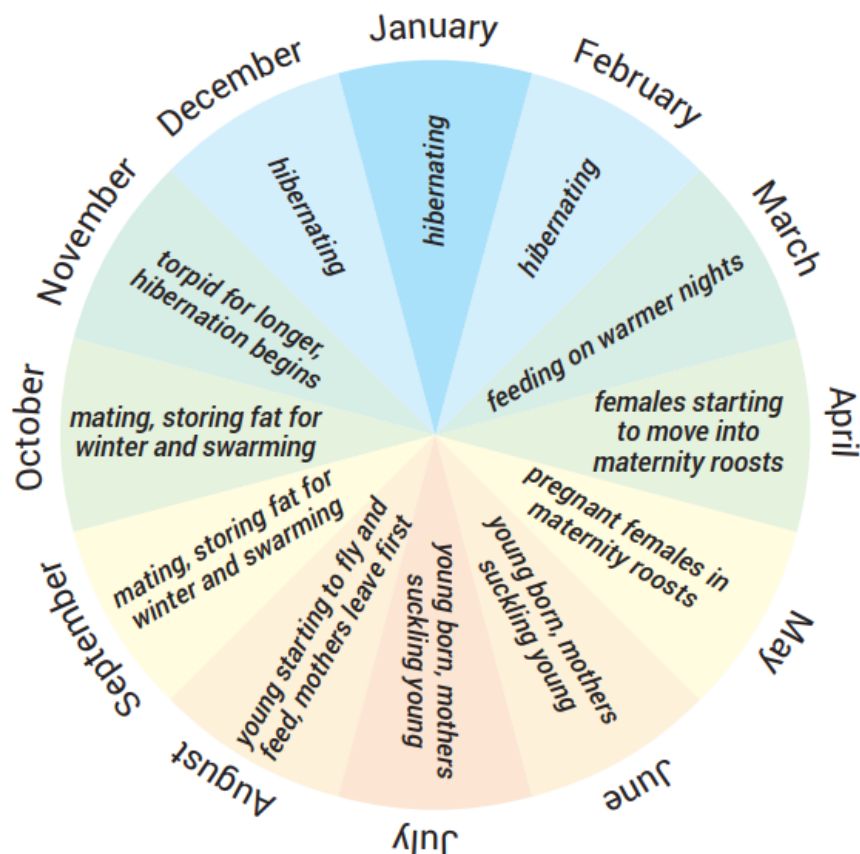 January
hibernating
February
hibernating
March
feeding on warmer nights
April
females starting
to move into
maternity roosts
May
pregnant females in
maternity roosts
June
young born, mothers
suckling young
July
young born, mothers
suckling young
August
young starting to fly and
feed, mothers leave first
September
mating, storing fat for
winter and swarming
October
mating, storing fat for
winter and swarming
November
torpid for longer,
hibernation begins
December
hibernating